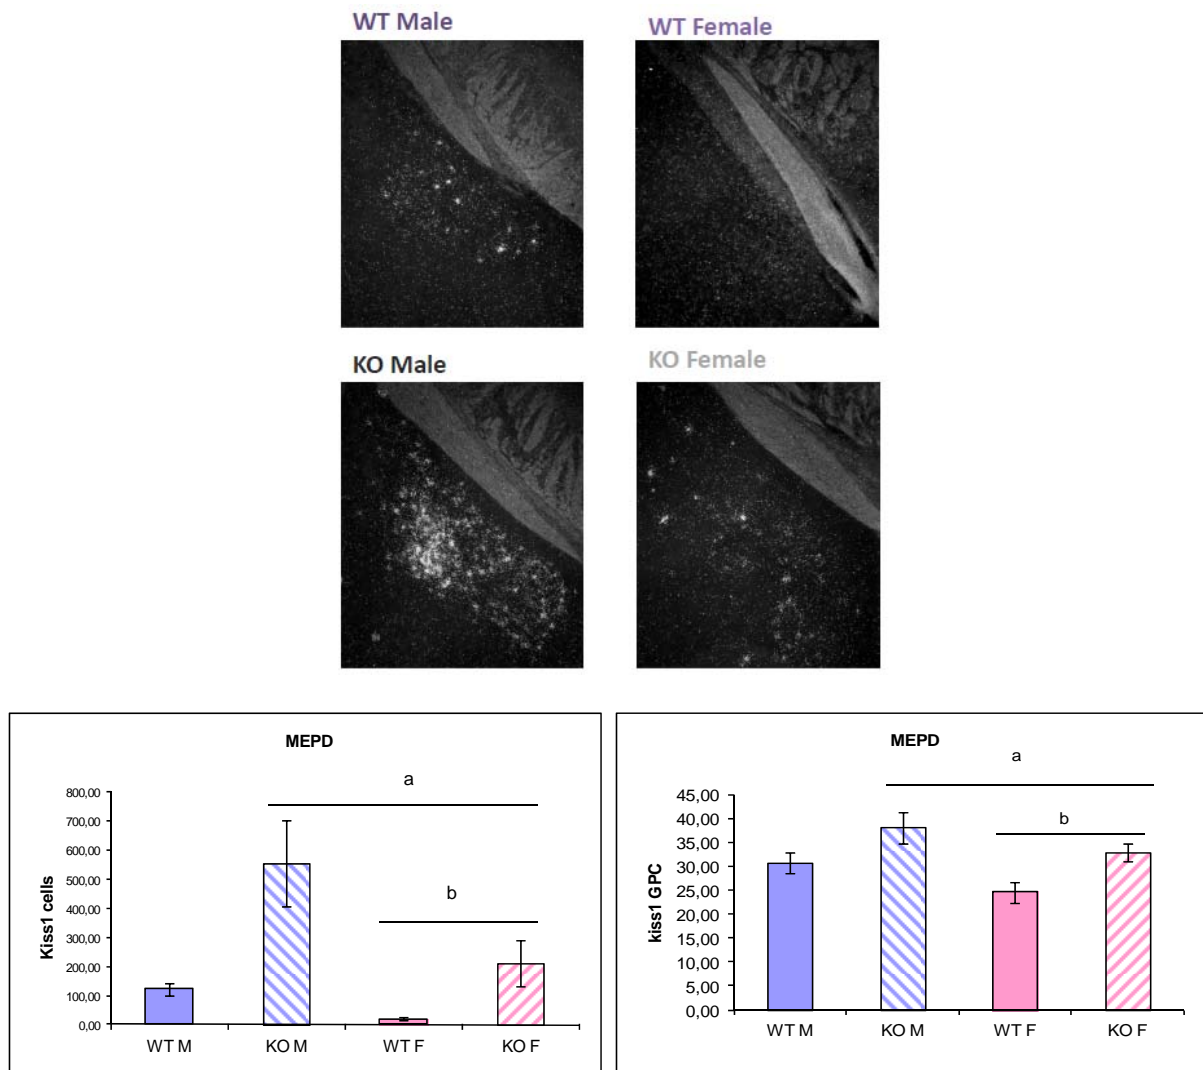 WT Male
WT Female
KO Male
KO Female
MEPD
a
b
Kiss1 cells
800,00
700,00
600,00
500,00
400,00
300,00
200,00
100,00
0,00
WT M
KO M
WT F
KO F
MEPD
a
b
kiss1 GPC
45,00
40,00
35,00
30,00
25,00
20,00
15,00
10,00
5,00
0,00
WT M
KO M
WT F
KO F